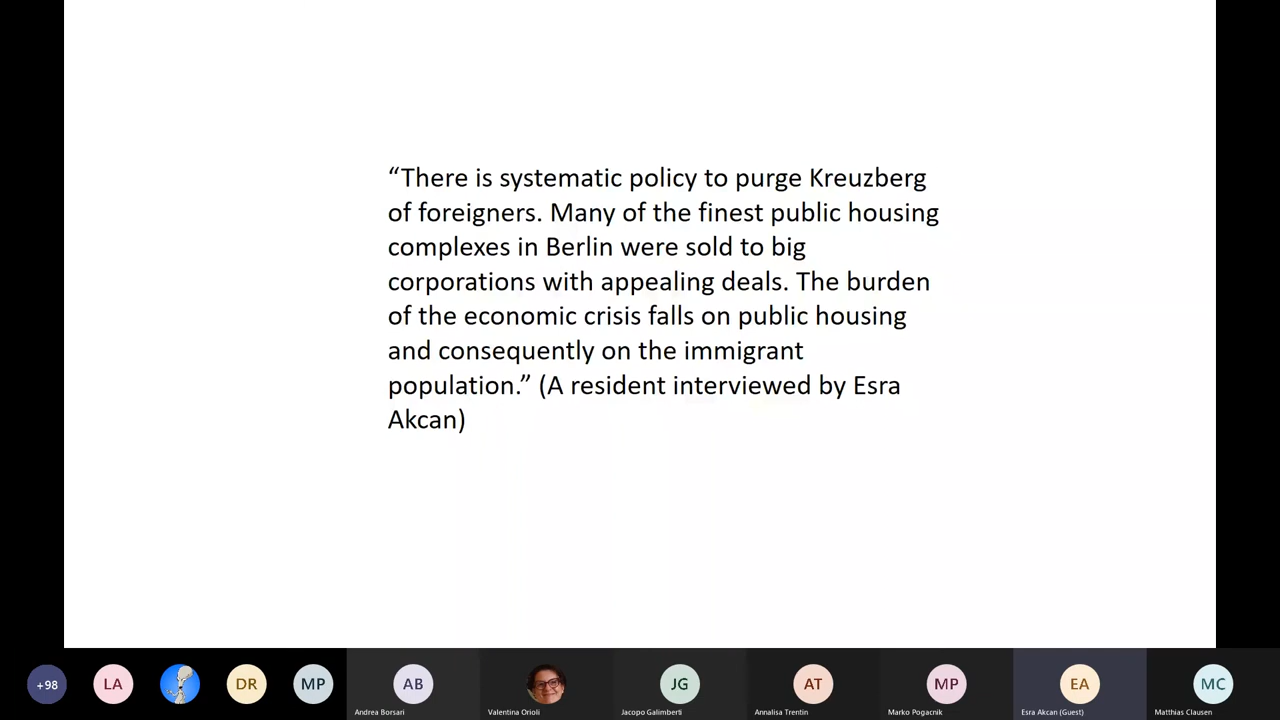 “There is systematic policy to purge Kreuzberg
of foreigners. Many of the finest public housing
complexes in Berlin were sold to big
corporations with appealing deals. The burden
of the economic crisis falls on public housing
and consequently on the immigrant
population.” (A resident interviewed by Esra
Akcan)
+98
LA
DR
MP
AB
JG
AT
MP
EA
MC
Andrea Borsari
Valentina Orioli
Jacopo Galimberti
Annalisa Trentin
Marko Pogacnik
Esra Akcan (Guest)
Matthias Clausen